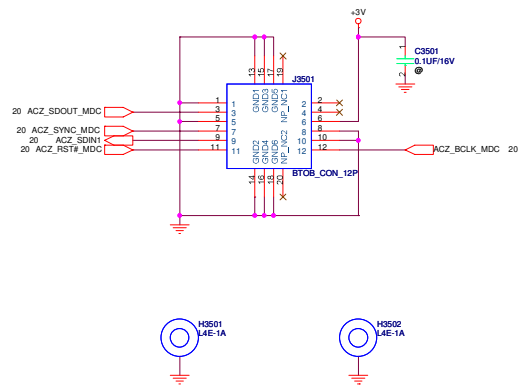 +3V
C3501
0.1UF/16V
@
1
2
J3501
13 15 17 19
GND1 GND3 GND5 NP_NC1
1 1 2 2
20 ACZ_SDOUT_MDC 3 3 4 4
5 5 6 6
20 ACZ_SYNC_MDC 7 7 8 8
20 ACZ_SDIN1 9 9 10 10
20 ACZ_RST#_MDC 11 11 12 12 ACZ_BCLK_MDC 20
GND2 GND4 GND6 NP_NC2
14 16 18 20
BTOB_CON_12P
H3501
L4E-1A
H3502
L4E-1A